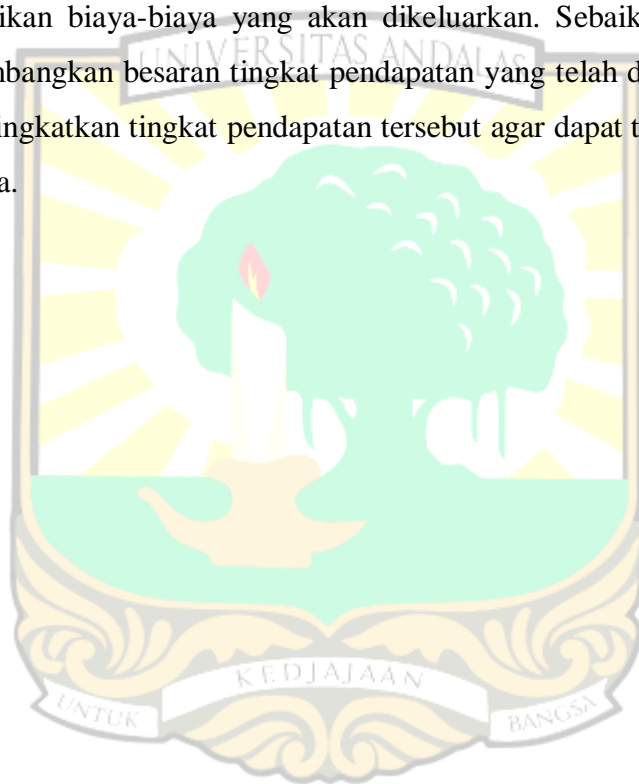 ikan biaya-biaya yang akan dikeluarkan. Sebaik
UNIVERSITAS ANDALAS
nbangkan besaran tingkat pendapatan yang telah d
ingkatkan tingkat pendapatan tersebut agar dapat t
a.
KEDJAJAAN
UNTUK BANGSA